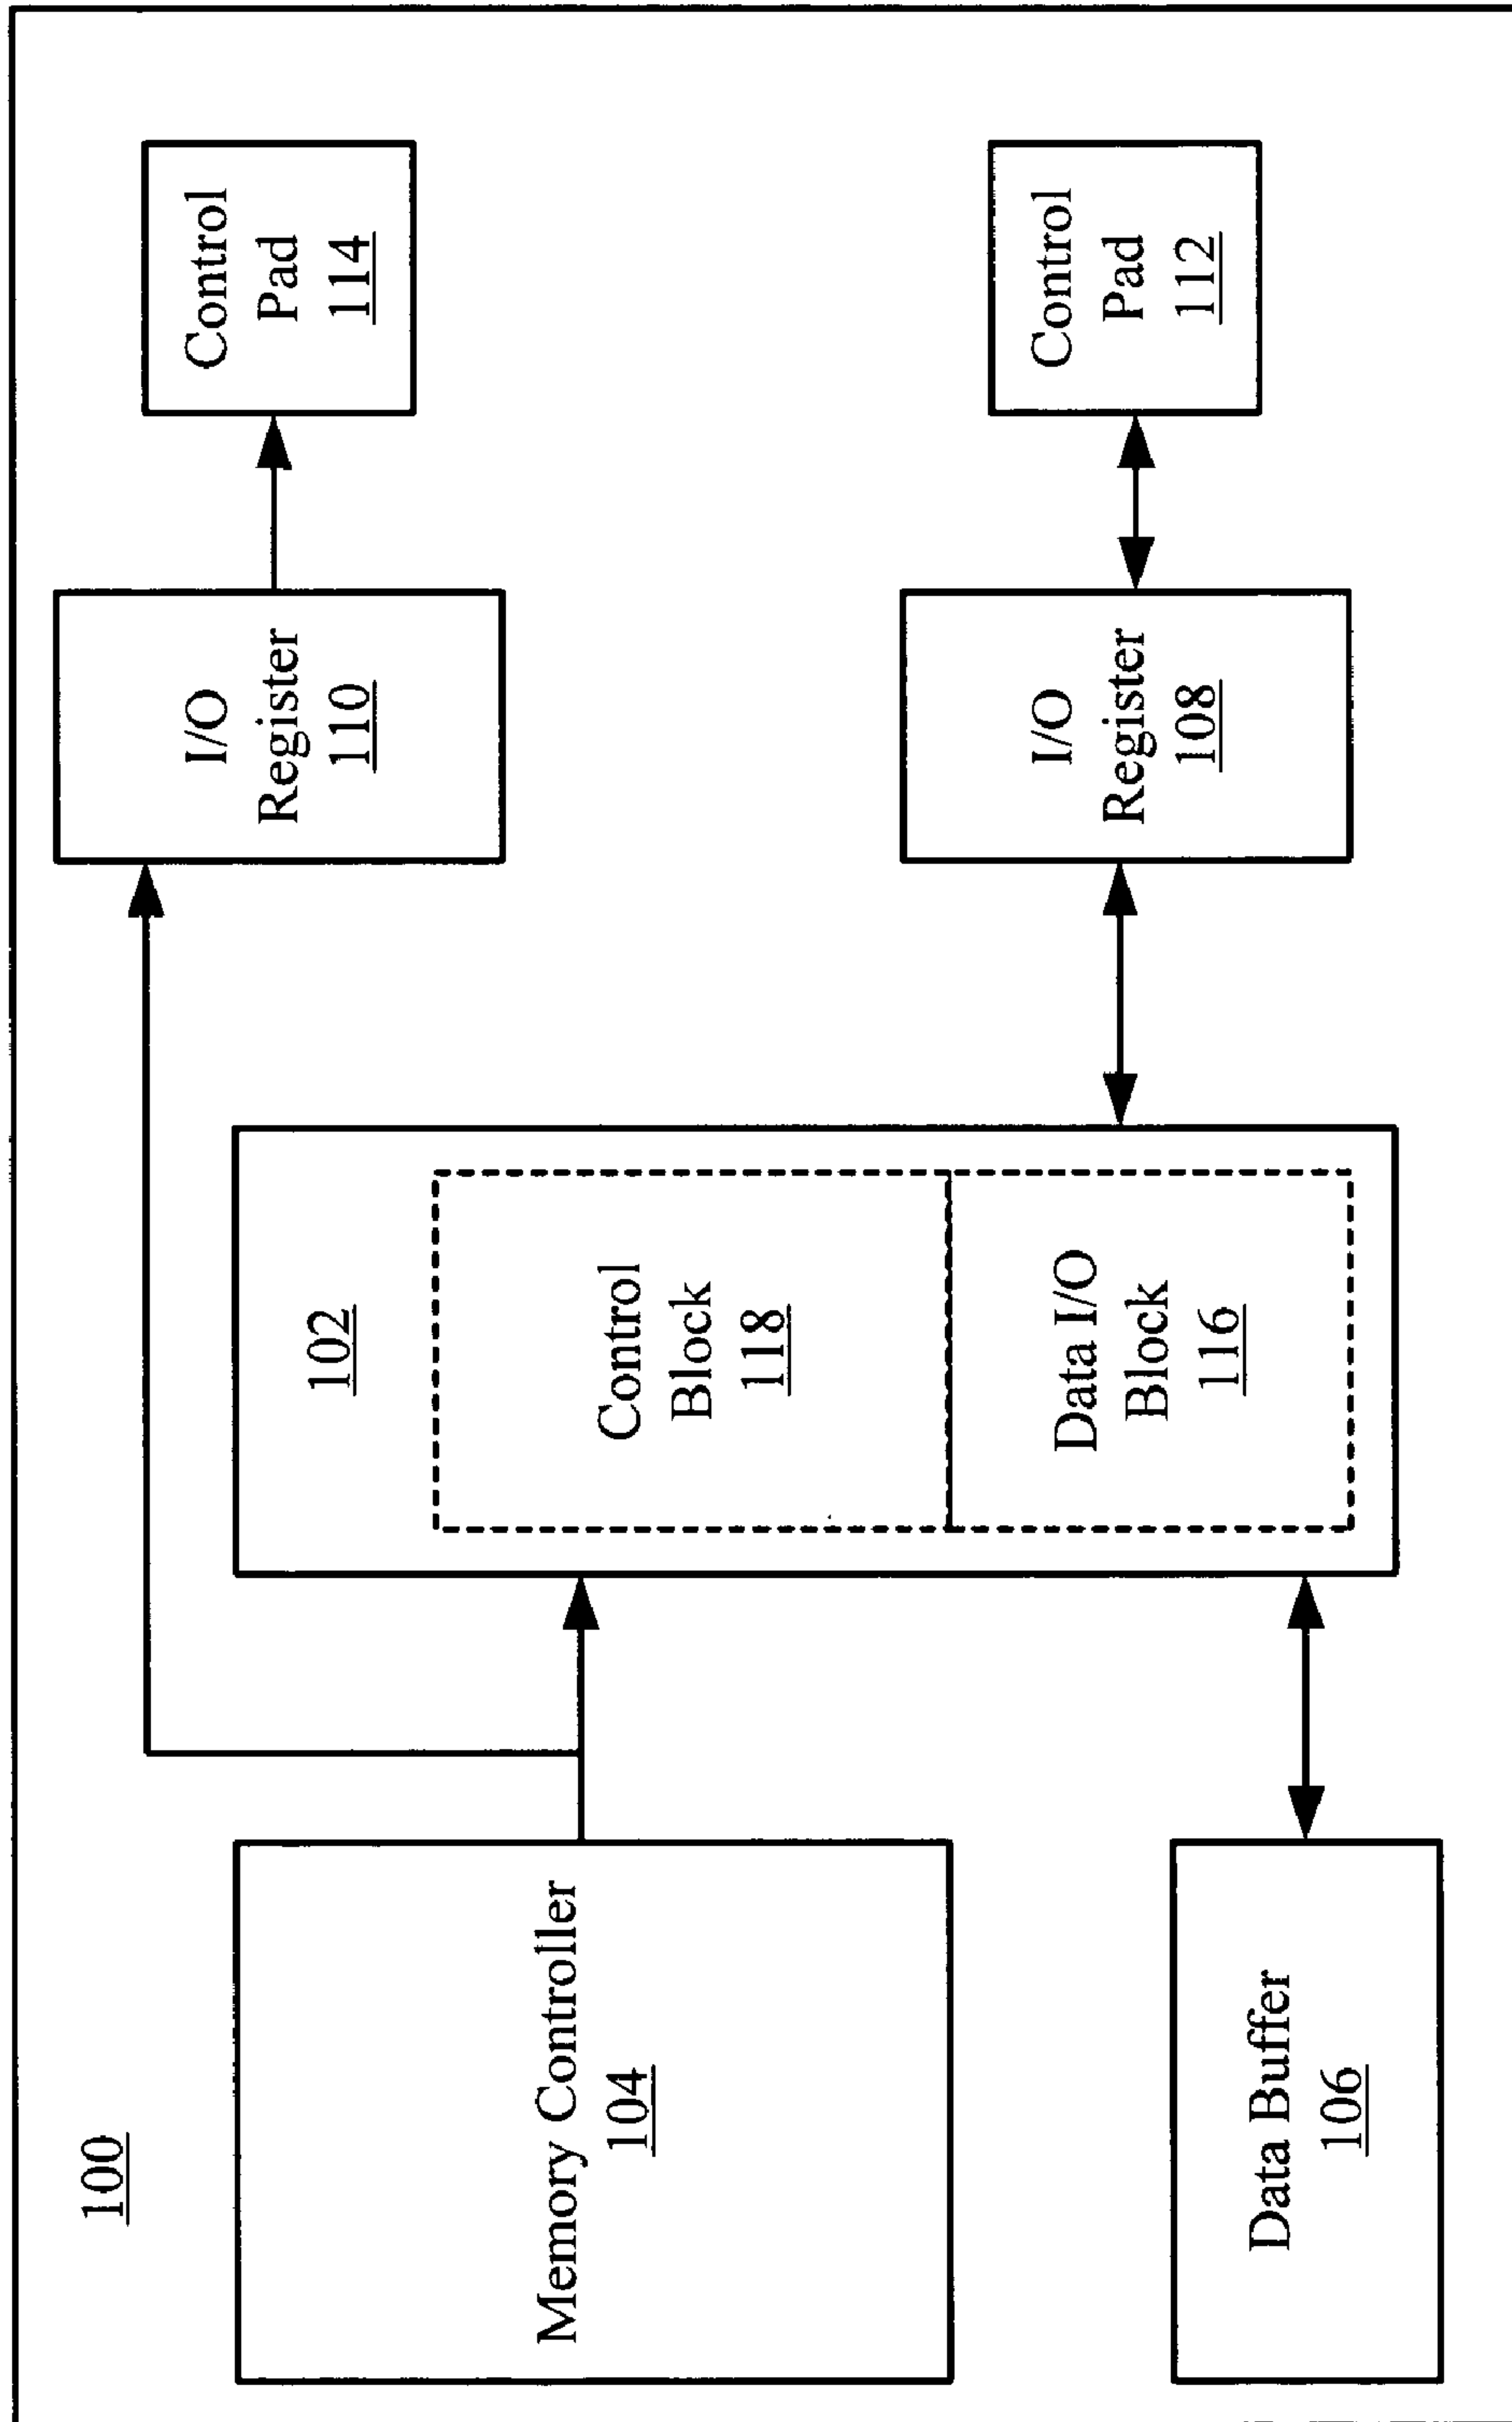 100
Memory Controller
104
Data Buffer
106
102
Control
Block
118
Data I/O
Block
116
I/O
Register
110
I/O
Register
108
Control
Pad
114
Control
Pad
112